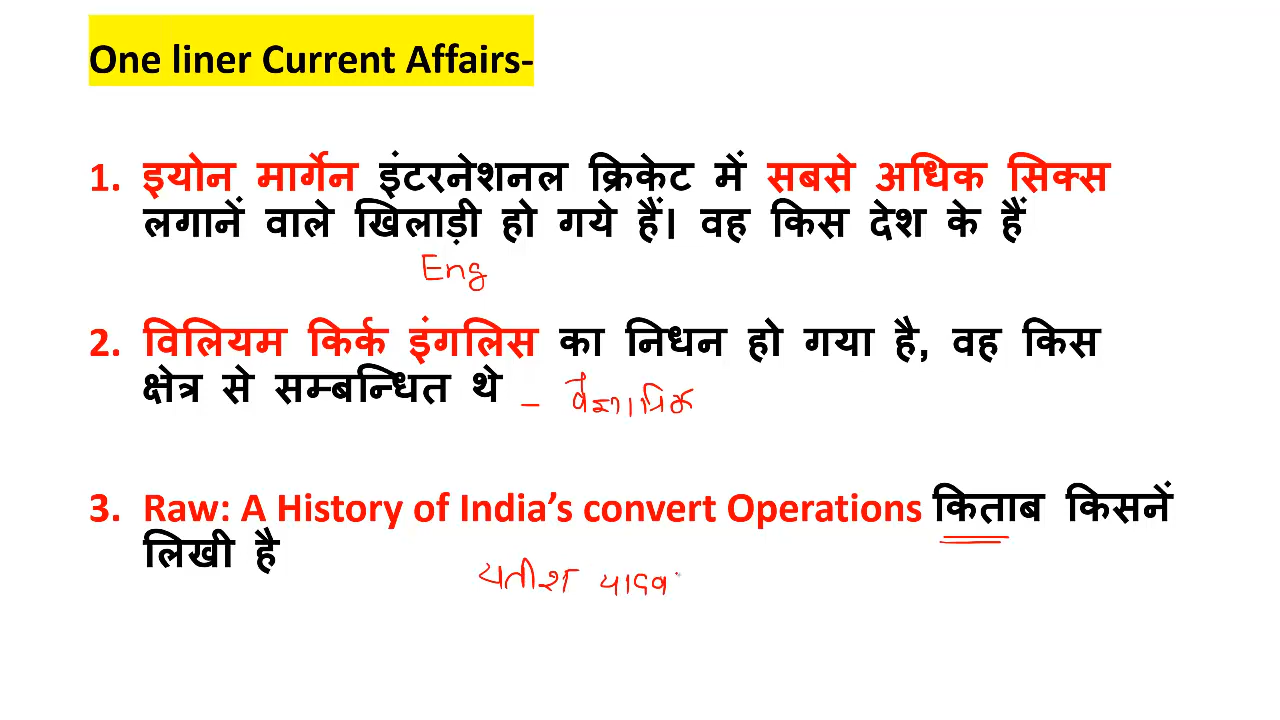 One liner Current Affairs-
1. इयोन मार्गेन इंटरनेशनल क्रिकेट में सबसे अधिक सिक्स
लगानें वाले खिलाड़ी हो गये हैं। वह किस देश के हैं
Eng
2. विलियम किर्क इंगलिस का निधन हो गया है, वह किस
क्षेत्र से सम्बन्धित थे - वैज्ञानिक
3. Raw: A History of India's convert Operations किताब किसनें
लिखी है
यतीश यादव